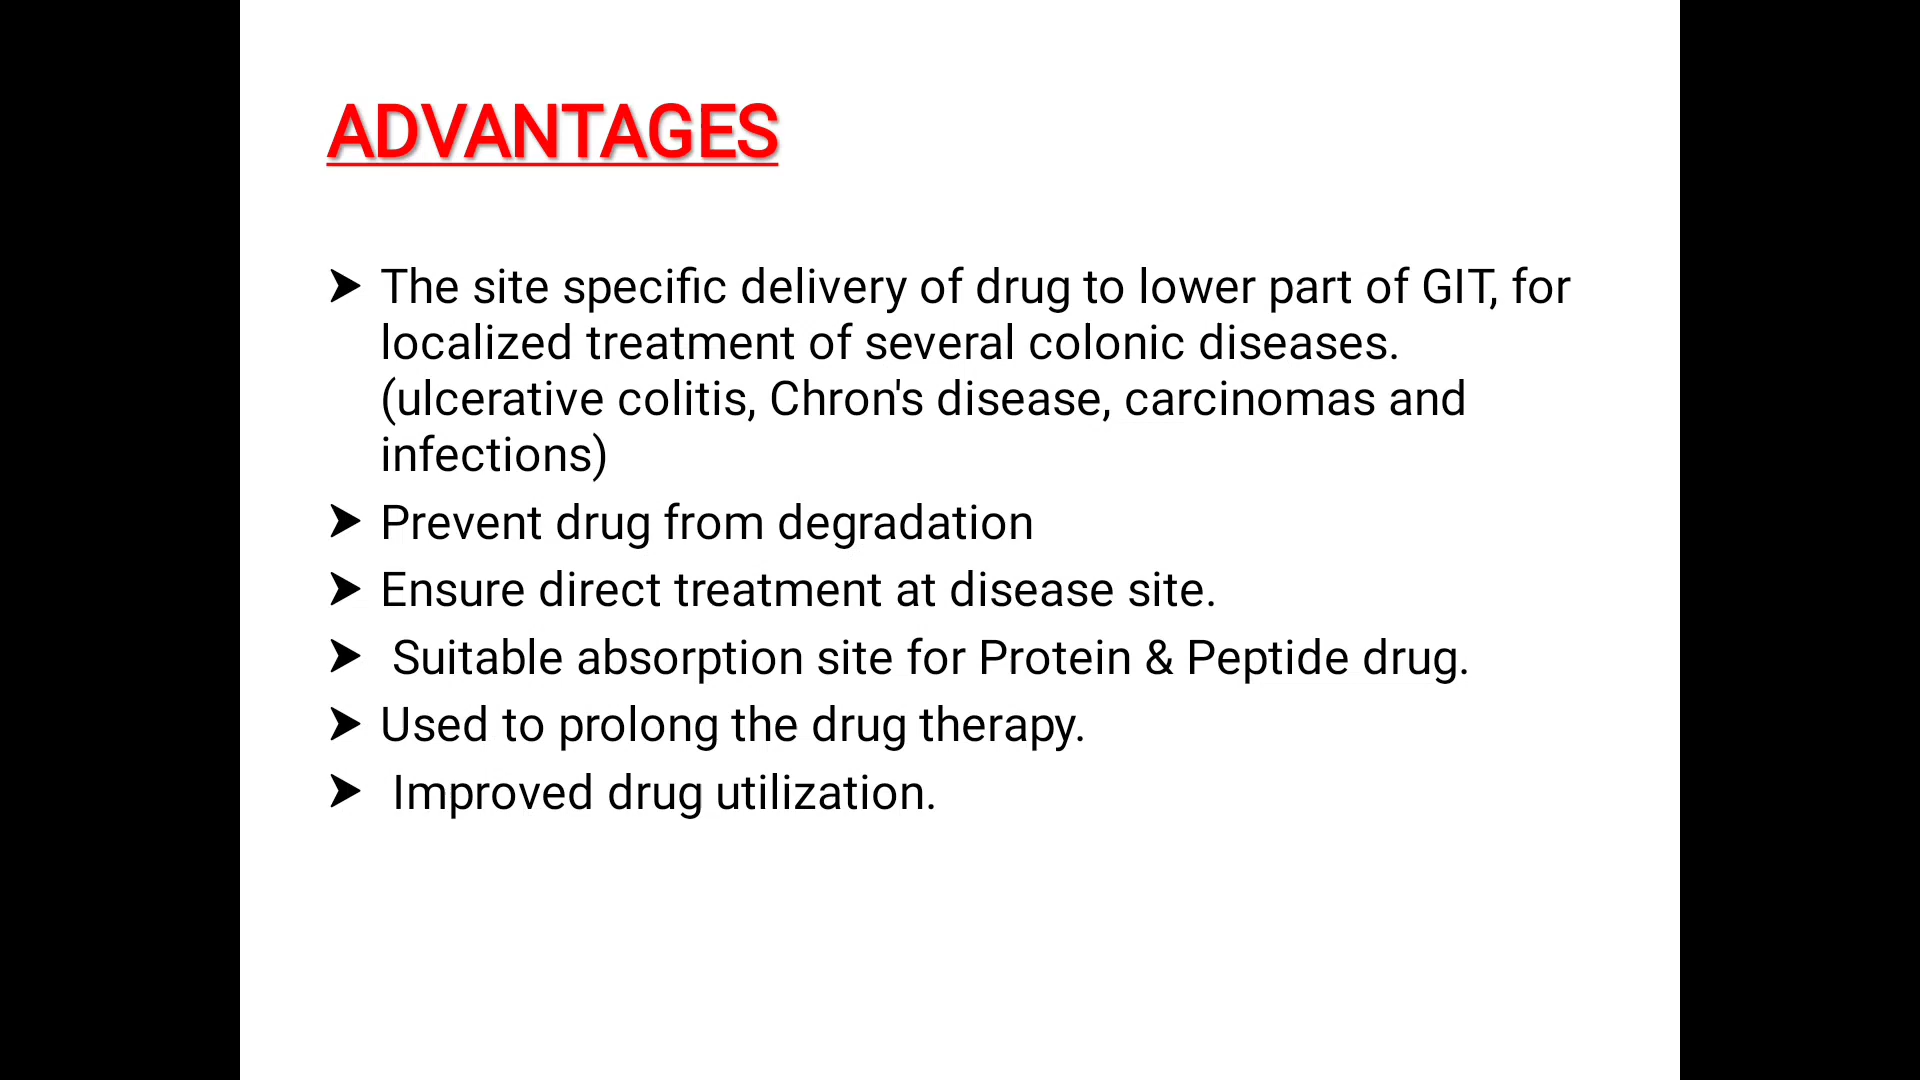 ADVANTAGES
➤ The site specific delivery of drug to lower part of GIT, for
localized treatment of several colonic diseases.
(ulcerative colitis, Chron's disease, carcinomas and
infections)
➤ Prevent drug from degradation
➤ Ensure direct treatment at disease site.
➤ Suitable absorption site for Protein & Peptide drug.
➤ Used to prolong the drug therapy.
➤ Improved drug utilization.